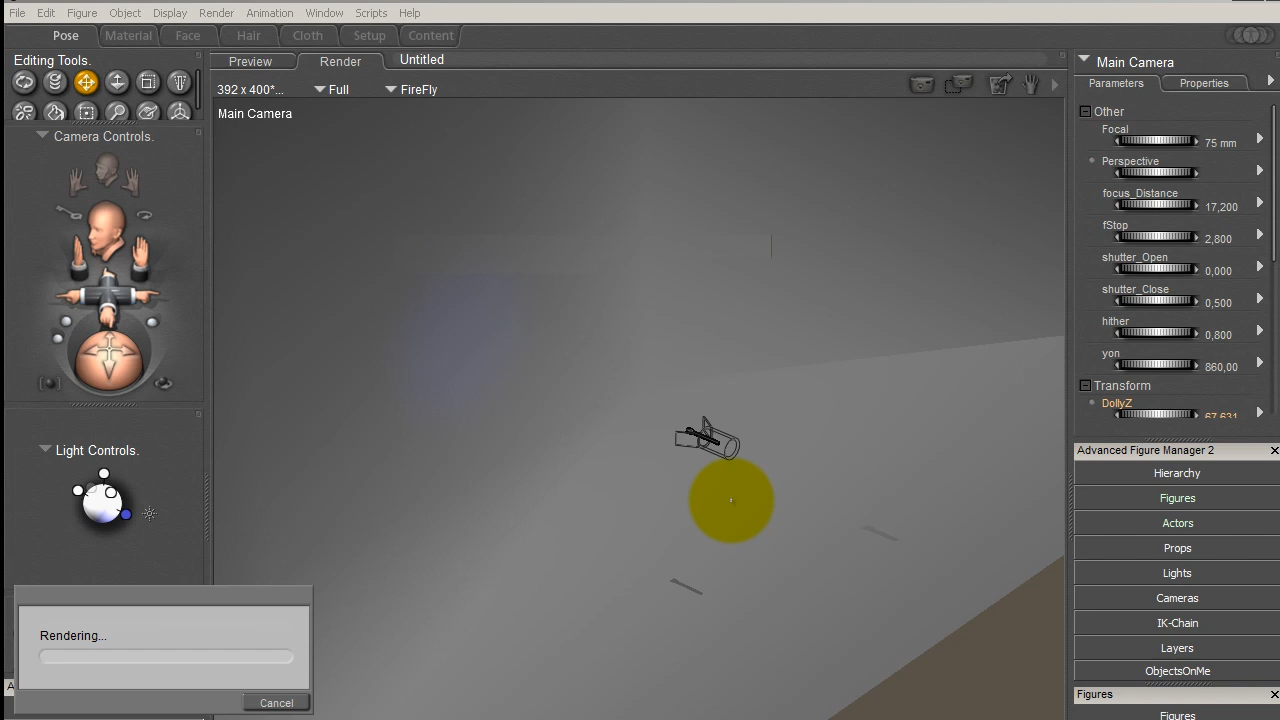 File Edit Figure Object Display Render Animation Window Scripts Help
Pose Material Face Hair Cloth Setup Content
Editing Tools.
Camera Controls.
Light Controls.
Rendering...
Cancel
Preview Render Untitled
392 x 400*... Full FireFly
Main Camera
Main Camera
Parameters Properties
Other
Focal
75 mm
Perspective
focus_Distance
17,200
fStop
2,800
shutter_Open
0,000
shutter_Close
0,500
hither
0,800
yon
860,00
Transform
DollyZ
67,631
Advanced Figure Manager 2
Hierarchy
Figures
Actors
Props
Lights
Cameras
IK-Chain
Layers
ObjectsOnMe
Figures
Figures